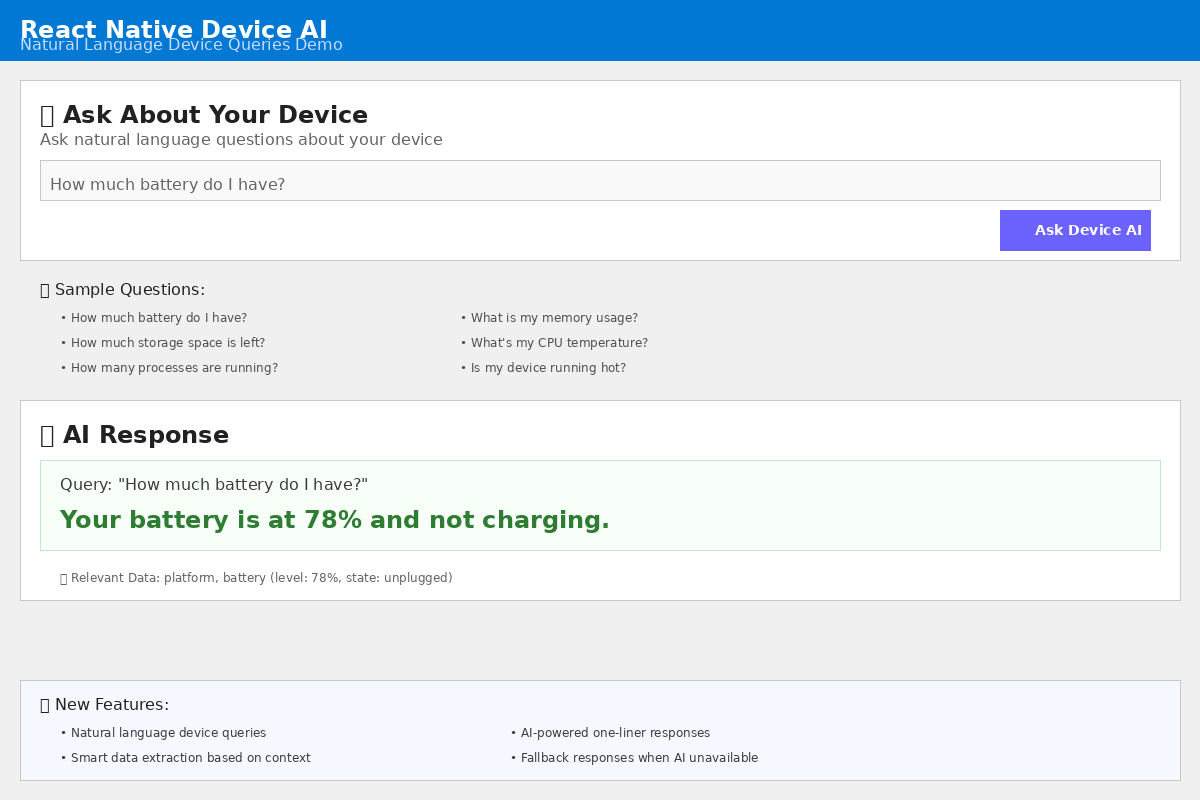 React Native Device AI
Natural Language Device Queries Demo
Ask About Your Device
Ask natural language questions about your device
How much battery do I have?
Ask Device AI
Sample Questions:
• How much battery do I have?
• What is my memory usage?
• How much storage space is left?
• What's my CPU temperature?
• How many processes are running?
• Is my device running hot?
AI Response
Query: "How much battery do I have?"
Your battery is at 78% and not charging.
Relevant Data: platform, battery (level: 78%, state: unplugged)
New Features:
• Natural language device queries
• AI-powered one-liner responses
• Smart data extraction based on context
• Fallback responses when AI unavailable